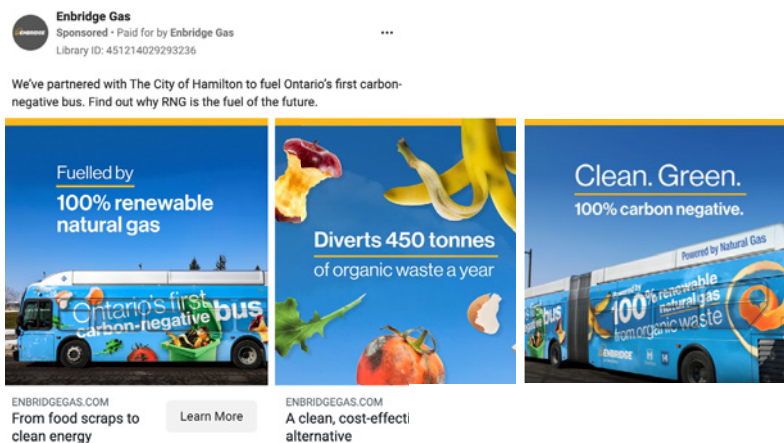 Enbridge Gas
Sponsored • Paid for by Enbridge Gas
Library ID: 451214029293236
We've partnered with The City of Hamilton to fuel Ontario's first carbon-
negative bus. Find out why RNG is the fuel of the future.
Fuelled by
100% renewable
natural gas
Ontario's first
carbon-negative bus
ENBRIDGEGAS.COM
From food scraps to
clean energy
Learn More
Diverts 450 tonnes
of organic waste a year
ENBRIDGEGAS.COM
A clean, cost-effecti
alternative
Clean. Green.
100% carbon negative.
Powered by Natural Gas
bus
Powered by
100% renewable
natural gas
from organic waste
ENBRIDGE